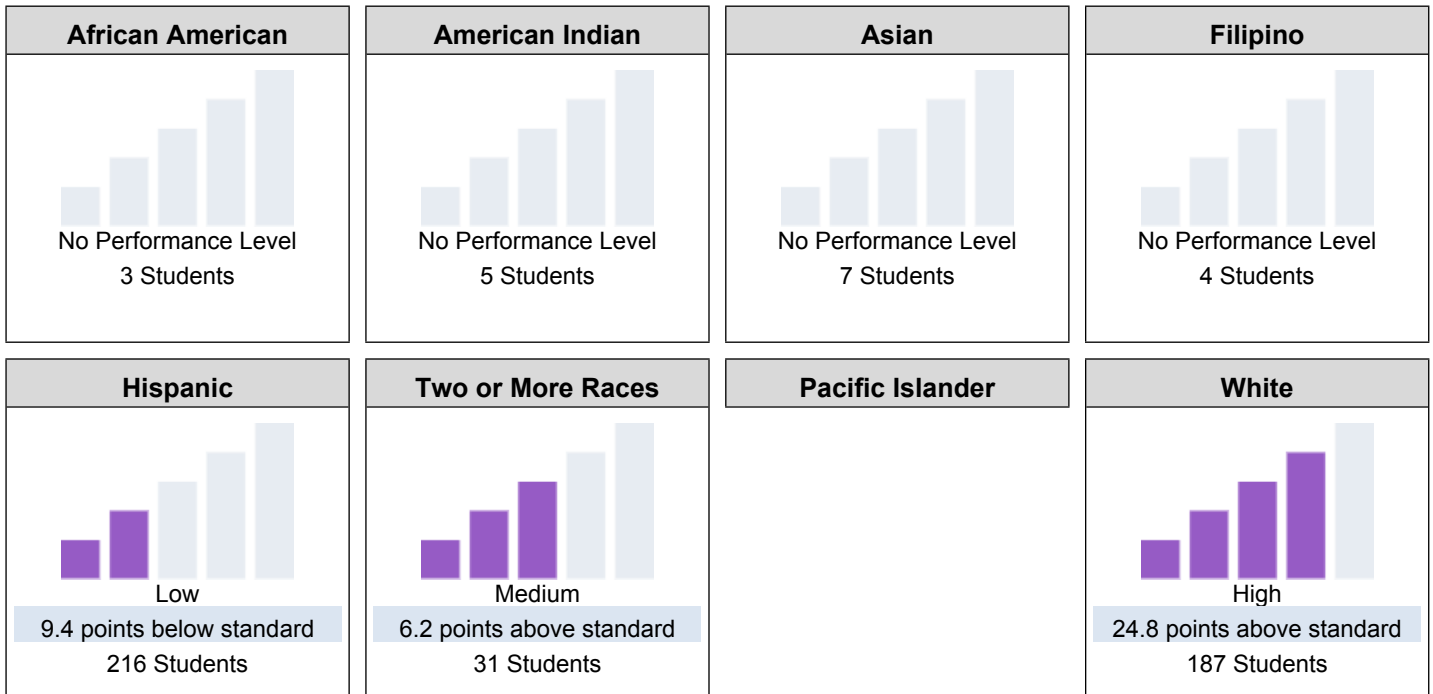 African American
No Performance Level
3 Students
American Indian
No Performance Level
5 Students
Asian
No Performance Level
7 Students
Filipino
No Performance Level
4 Students
Hispanic
Low
9.4 points below standard
216 Students
Two or More Races
Medium
6.2 points above standard
31 Students
Pacific Islander
White
High
24.8 points above standard
187 Students